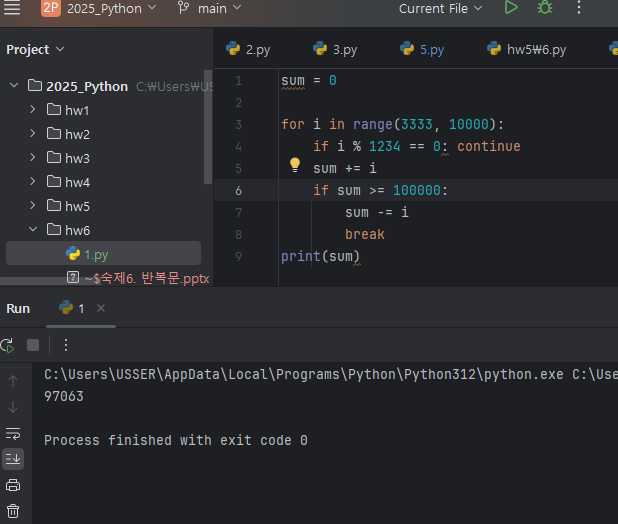 2P 2025_Python main Current File
Project
2.py 3.py 5.py hw5₩6.py
2025_Python C:₩Users₩US
hw1
hw2
hw3
hw4
hw5
hw6
1.py
~$숙제6. 반복문.pptx
1 sum = 0
2
3 for i in range(3333, 10000):
4 if i % 1234 == 0: continue
5 sum += i
6 if sum >= 100000:
7 sum -= i
8 break
9 print(sum)
Run 1
C:\Users\USSER\AppData\Local\Programs\Python\Python312\python.exe C:\Use
97063
Process finished with exit code 0